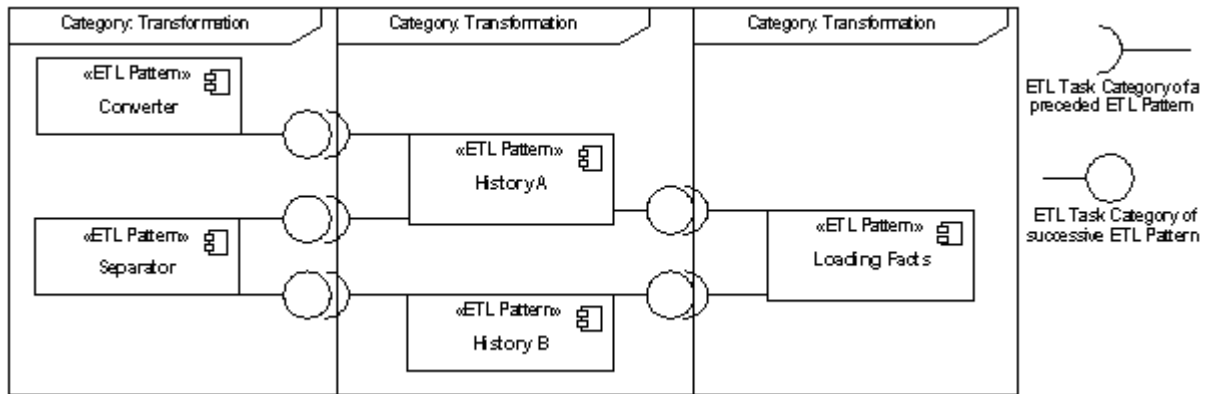 Category: Transformation
Category: Transformation
Category: Transformation
«ETL Pattern»
Converter
«ETL Pattern»
History A
«ETL Pattern»
Separator
«ETL Pattern»
History B
«ETL Pattern»
Loading Facts
ETL Task Category of a
preceded ETL Pattern
ETL Task Category of
successive ETL Pattern